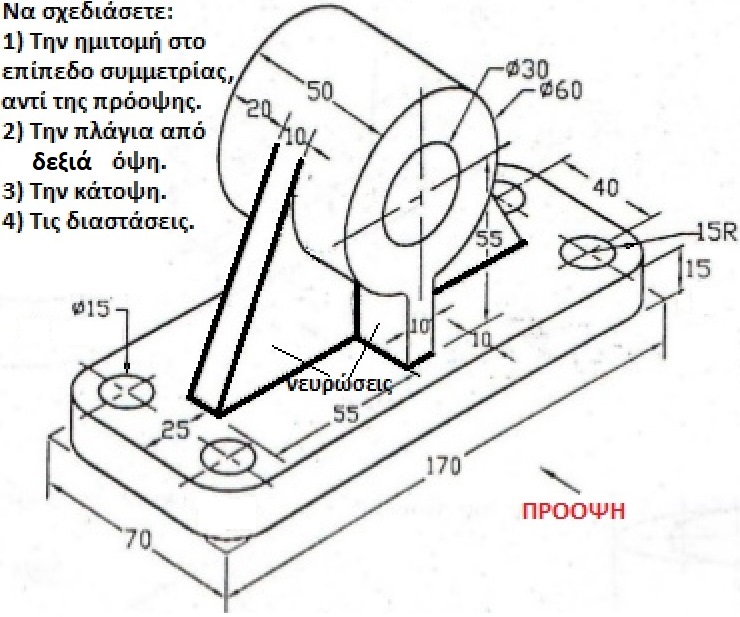 Να σχεδιάσετε:
1) Την ημιτομή στο
επίπεδο συμμετρίας,
αντί της πρόοψης.
2) Την πλάγια από
δεξιά όψη.
3) Την κάτοψη.
4) Τις διαστάσεις.
50
20
10
Ø30
Ø60
40
15R
15
55
Ø15
10
10
νευρώσεις
55
25
170
70
ΠΡΟΟΨΗ